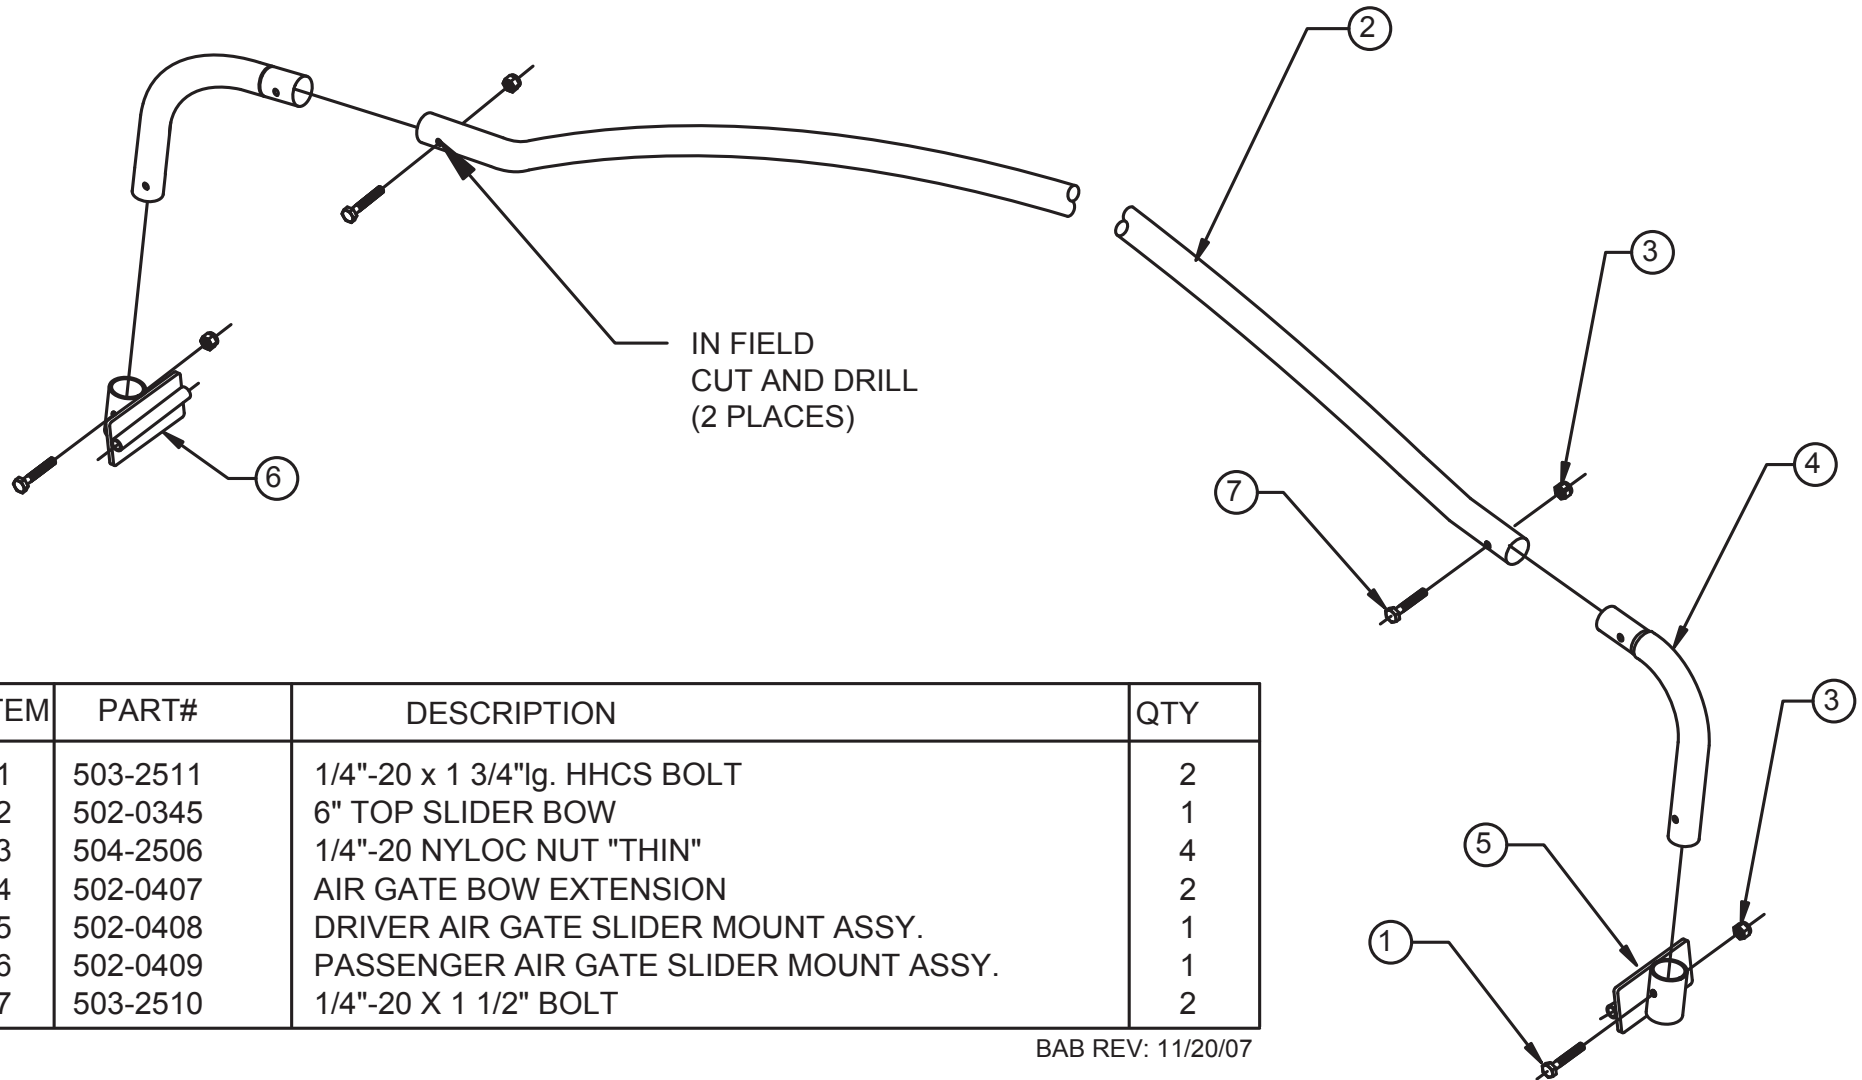 2
3
IN FIELD
CUT AND DRILL
(2 PLACES)
4
6
7
3
5
1
TEM PART# DESCRIPTION QTY
1 503-2511 1/4"-20 x 1 3/4"lg. HHCS BOLT 2
2 502-0345 6" TOP SLIDER BOW 1
3 504-2506 1/4"-20 NYLOC NUT "THIN" 4
4 502-0407 AIR GATE BOW EXTENSION 2
5 502-0408 DRIVER AIR GATE SLIDER MOUNT ASSY. 1
6 502-0409 PASSENGER AIR GATE SLIDER MOUNT ASSY. 1
7 503-2510 1/4"-20 X 1 1/2" BOLT 2
BAB REV: 11/20/07